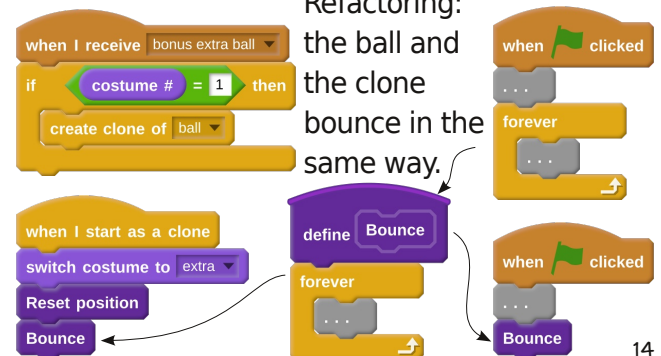 Refactoring:
the ball and
the clone
bounce in the
same way.
when I receive bonus extra ball
if costume # = 1 then
create clone of ball
when I start as a clone
switch costume to extra
Reset position
Bounce
define Bounce
forever
. . .
when clicked
. . .
forever
. . .
when clicked
. . .
Bounce
14